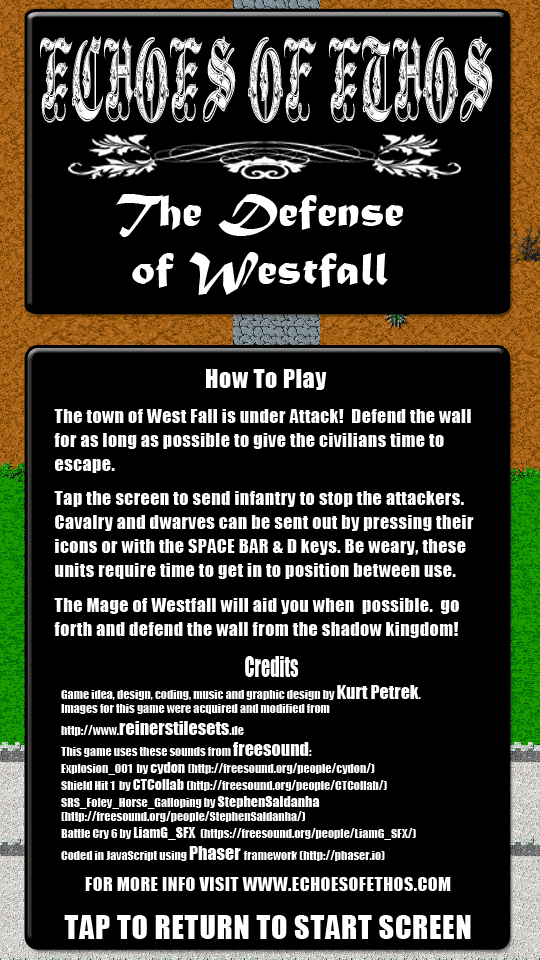 ECHOES OF ETHOS
The Defense
of Westfall
How To Play
The town of West Fall is under Attack!  Defend the wall
for as long as possible to give the civilians time to
escape.
Tap the screen to send infantry to stop the attackers.
Cavalry and dwarves can be sent out by pressing their
icons or with the SPACE BAR & D keys. Be weary, these
units require time to get in to position between use.
The Mage of Westfall will aid you when  possible.  go
forth and defend the wall from the shadow kingdom!
Credits
Game idea, design, coding, music and graphic design by Kurt Petrek.
Images for this game were acquired and modified from
http://www.reinerstilesets.de
This game uses these sounds from freesound:
Explosion_001  by cydon (http://freesound.org/people/cydon/)
Shield Hit 1  by CTCollab (http://freesound.org/people/CTCollab/)
SRS_Foley_Horse_Galloping by StephenSaldanha
(http://freesound.org/people/StephenSaldanha/)
Battle Cry 6 by LiamG_SFX  (https://freesound.org/people/LiamG_SFX/)
Coded in JavaScript using Phaser framework (http://phaser.io)
FOR MORE INFO VISIT WWW.ECHOESOFETHOS.COM
TAP TO RETURN TO START SCREEN